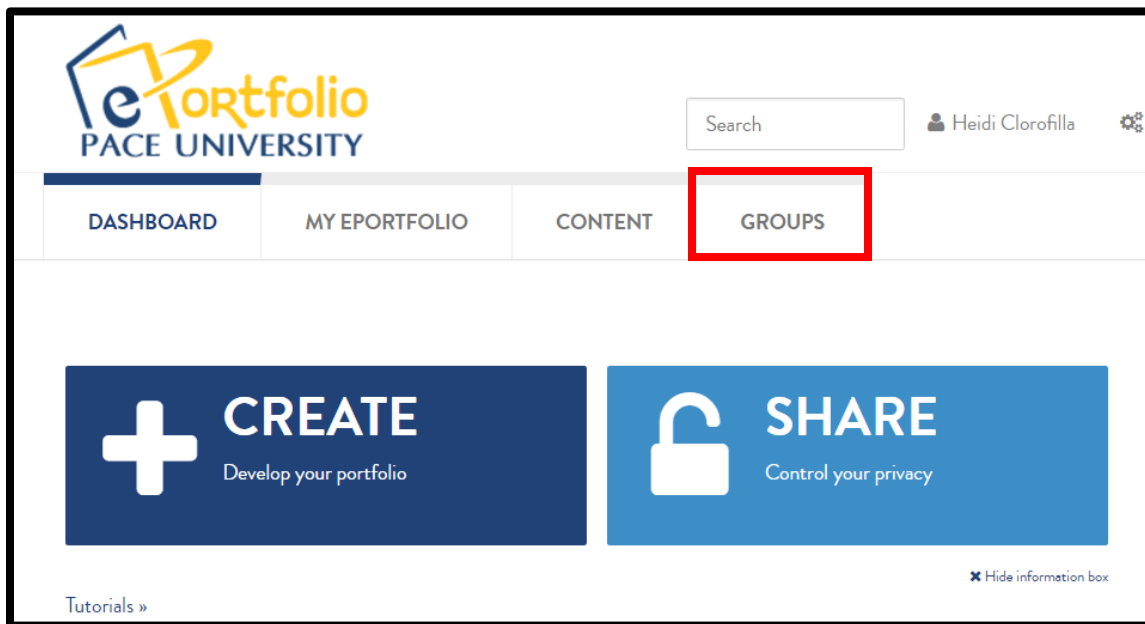 ePortfolio
PACE UNIVERSITY
Search
Heidi Clorofilla
DASHBOARD
MY EPORTFOLIO
CONTENT
GROUPS
CREATE
Develop your portfolio
SHARE
Control your privacy
Hide information box
Tutorials »